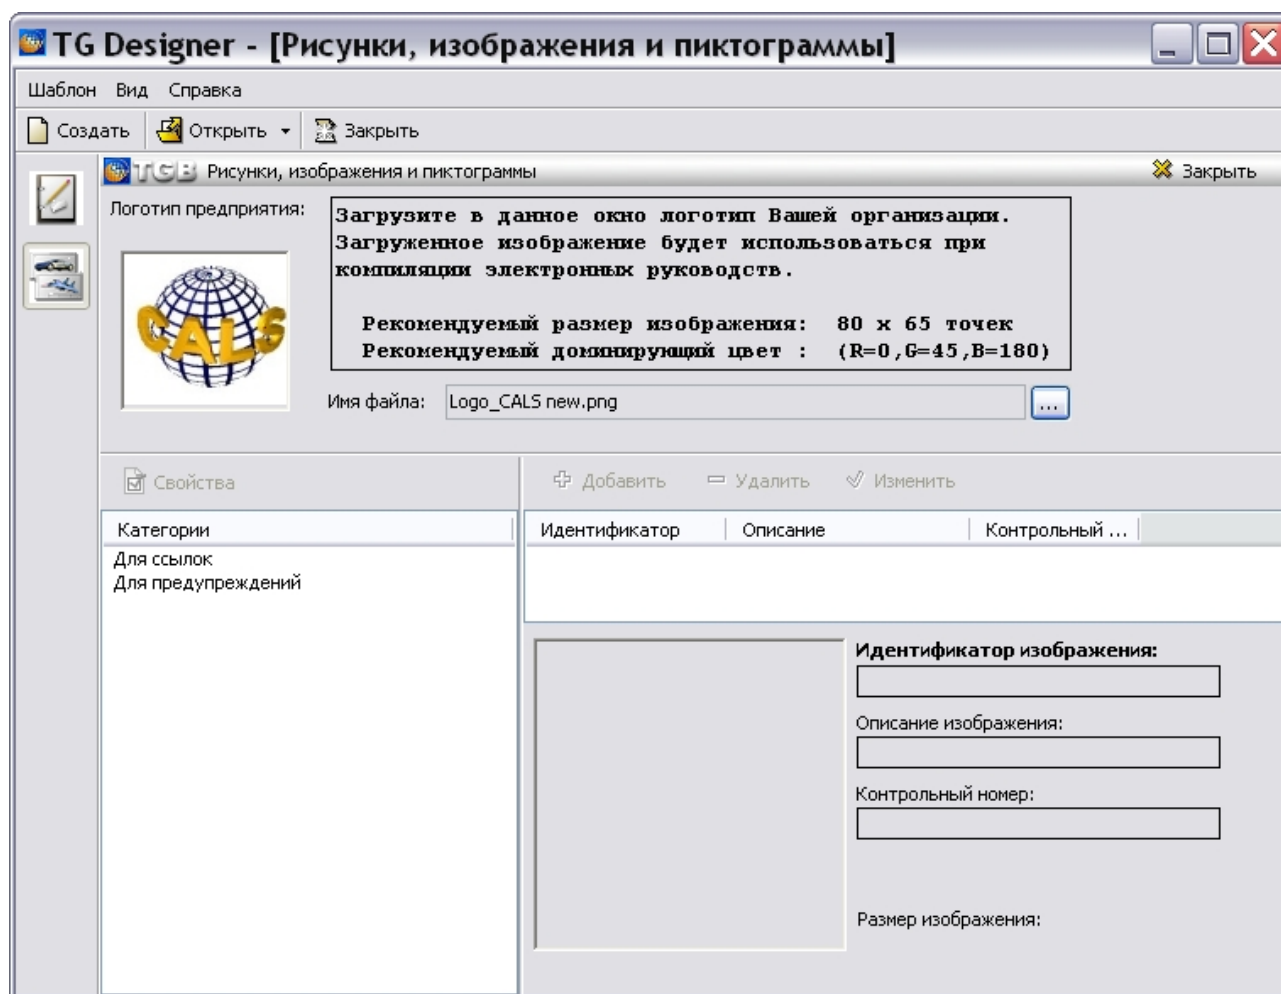 TG Designer - [Рисунки, изображения и пиктограммы]
Шаблон Вид Справка
Создать Открыть Закрыть
TGB Рисунки, изображения и пиктограммы Закрыть
Логотип предприятия:
Загрузите в данное окно логотип Вашей организации.
Загруженное изображение будет использоваться при
компиляции электронных руководств.
Рекомендуемый размер изображения: 80 x 65 точек
Рекомендуемый доминирующий цвет : (R=0,G=45,B=180)
CALS
Имя файла: Logo_CALS new.png ...
Свойства Добавить Удалить Изменить
Категории Идентификатор Описание Контрольный ...
Для ссылок
Для предупреждений
Идентификатор изображения:
Описание изображения:
Контрольный номер:
Размер изображения: